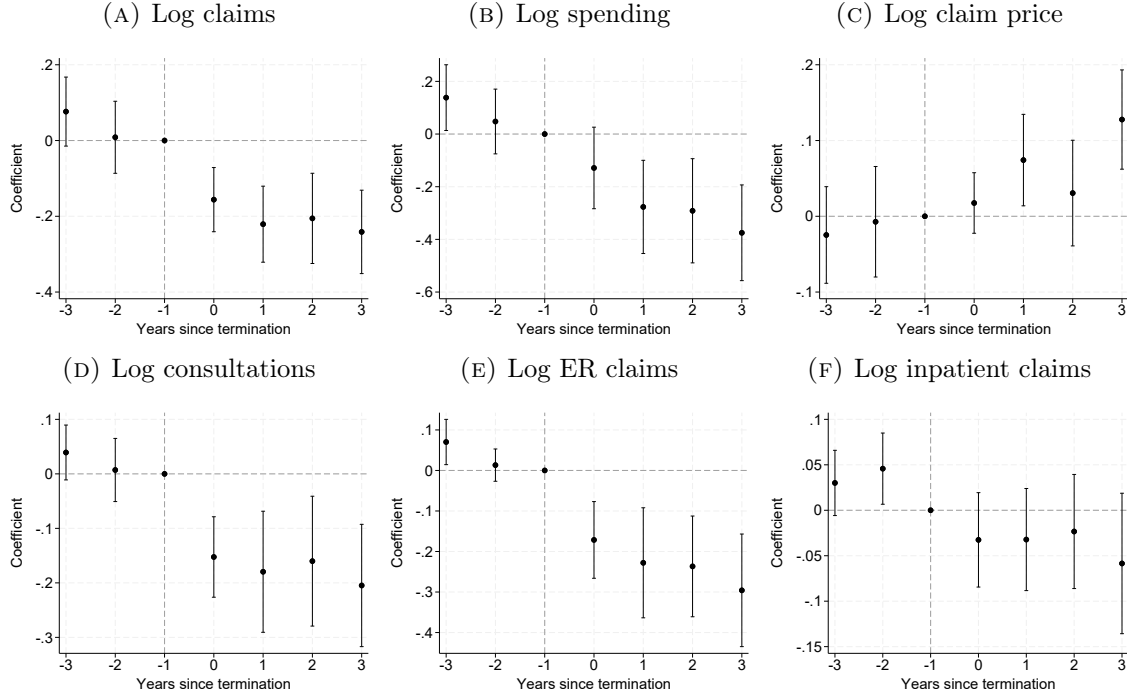 (A) Log claims
.2
0
-.2
-.4
Coefficient
-3 -2 -1 0 1 2 3
Years since termination
(B) Log spending
.2
0
-.2
-.4
-.6
Coefficient
-3 -2 -1 0 1 2 3
Years since termination
(C) Log claim price
.2
.1
0
-.1
Coefficient
-3 -2 -1 0 1 2 3
Years since termination
(D) Log consultations
.1
0
-.1
-.2
-.3
Coefficient
-3 -2 -1 0 1 2 3
Years since termination
(E) Log ER claims
.1
0
-.1
-.2
-.3
-.4
Coefficient
-3 -2 -1 0 1 2 3
Years since termination
(F) Log inpatient claims
.1
.05
0
-.05
-.1
-.15
Coefficient
-3 -2 -1 0 1 2 3
Years since termination